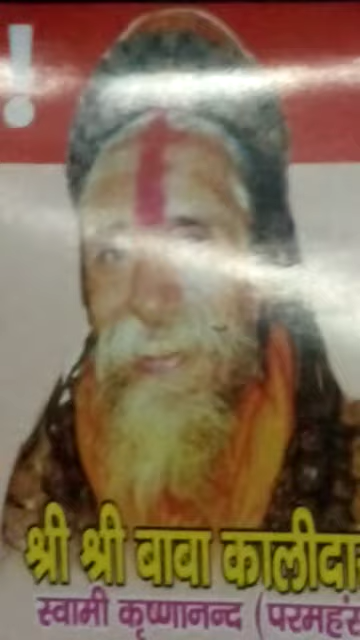 !
श्री श्री बाबा कालीदा
स्वामी कृष्णानन्द (परमहंस